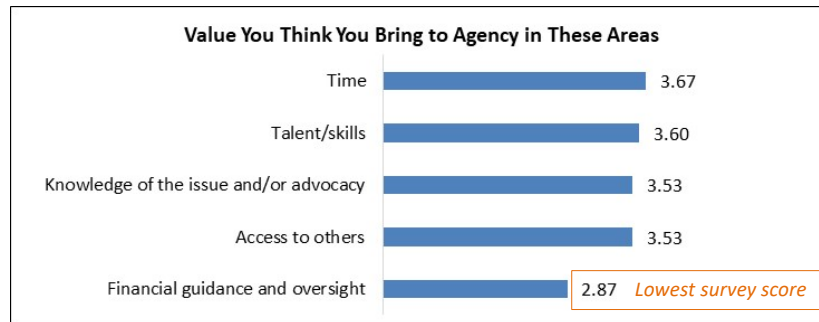 Value You Think You Bring to Agency in These Areas
Time 3.67
Talent/skills 3.60
Knowledge of the issue and/or advocacy 3.53
Access to others 3.53
Financial guidance and oversight 2.87 Lowest survey score